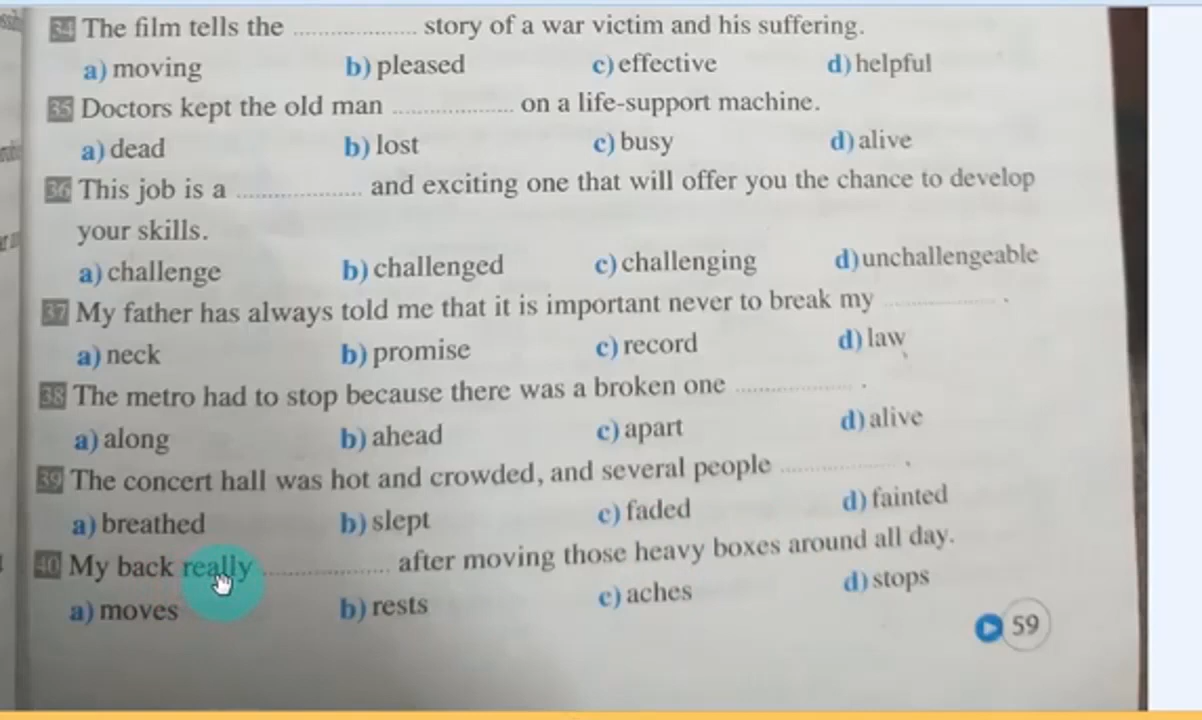 34 The film tells the .................... story of a war victim and his suffering.
a) moving b) pleased c) effective d) helpful
35 Doctors kept the old man .................... on a life-support machine.
a) dead b) lost c) busy d) alive
36 This job is a .................... and exciting one that will offer you the chance to develop
your skills.
a) challenge b) challenged c) challenging d) unchallengeable
37 My father has always told me that it is important never to break my .................... .
a) neck b) promise c) record d) law
38 The metro had to stop because there was a broken one .................... .
a) along b) ahead c) apart d) alive
39 The concert hall was hot and crowded, and several people .................... .
a) breathed b) slept c) faded d) fainted
40 My back really .................... after moving those heavy boxes around all day.
a) moves b) rests c) aches d) stops
59